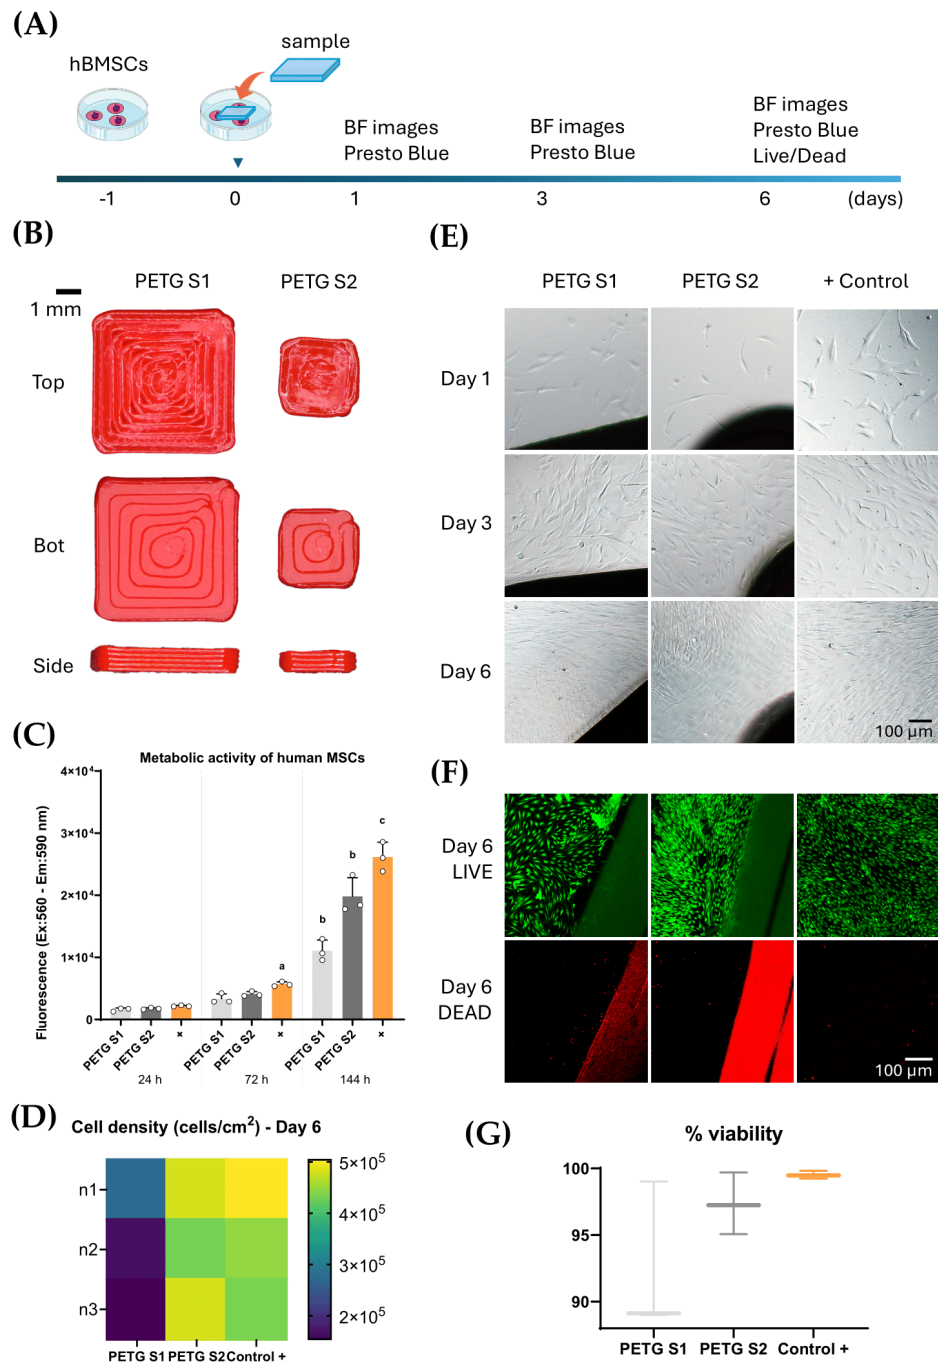 (A)
sample
hBMSCs
BF images
Presto Blue
BF images
Presto Blue
BF images
Presto Blue
Live/Dead
-1 0 1 3 6 (days)
(B)
PETG S1 PETG S2
1 mm
Top
Bot
Side
(E)
PETG S1 PETG S2 + Control
Day 1
Day 3
Day 6
100 µm
(C)
Metabolic activity of human MSCs
Fluorescence (Ex:560 - Em:590 nm)
4×10⁴
3×10⁴
2×10⁴
1×10⁴
0
a
b
b
c
PETG S1 PETG S2 + PETG S1 PETG S2 + PETG S1 PETG S2 +
24 h 72 h 144 h
(F)
Day 6
LIVE
Day 6
DEAD
100 µm
(D)
Cell density (cells/cm²) - Day 6
n1
n2
n3
5×10⁵
4×10⁵
3×10⁵
2×10⁵
PETG S1 PETG S2 Control +
(G)
% viability
100
95
90
PETG S1 PETG S2 Control +